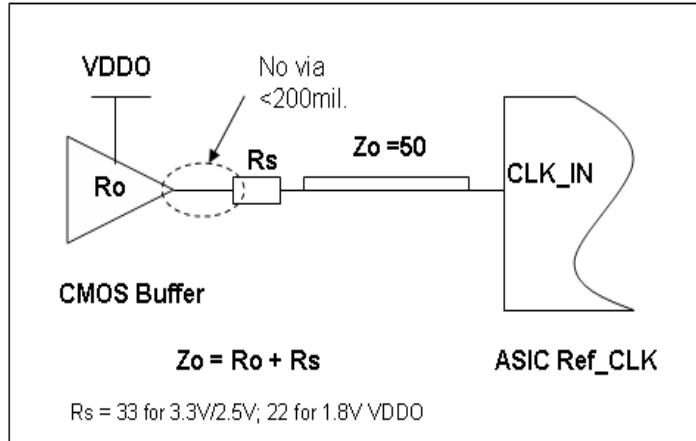 VDDO
No via
<200mil.
Ro
Rs
Zo =50
CLK_IN
CMOS Buffer
Zo = Ro + Rs
ASIC Ref_CLK
Rs = 33 for 3.3V/2.5V; 22 for 1.8V VDDO